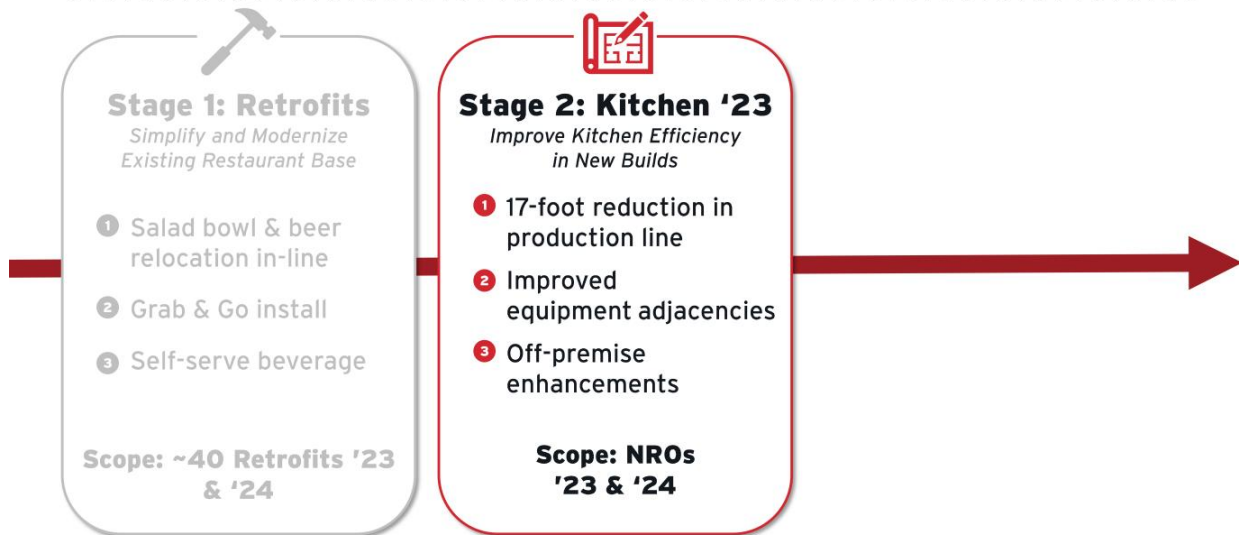 Stage 1: Retrofits
Simplify and Modernize
Existing Restaurant Base
1 Salad bowl & beer
relocation in-line
2 Grab & Go install
3 Self-serve beverage
Scope: ~40 Retrofits '23
& ‘24
Stage 2: Kitchen ‘23
Improve Kitchen Efficiency
in New Builds
1 17-foot reduction in
production line
2 Improved
equipment adjacencies
3 Off-premise
enhancements
Scope: NROs
'23 & ‘24